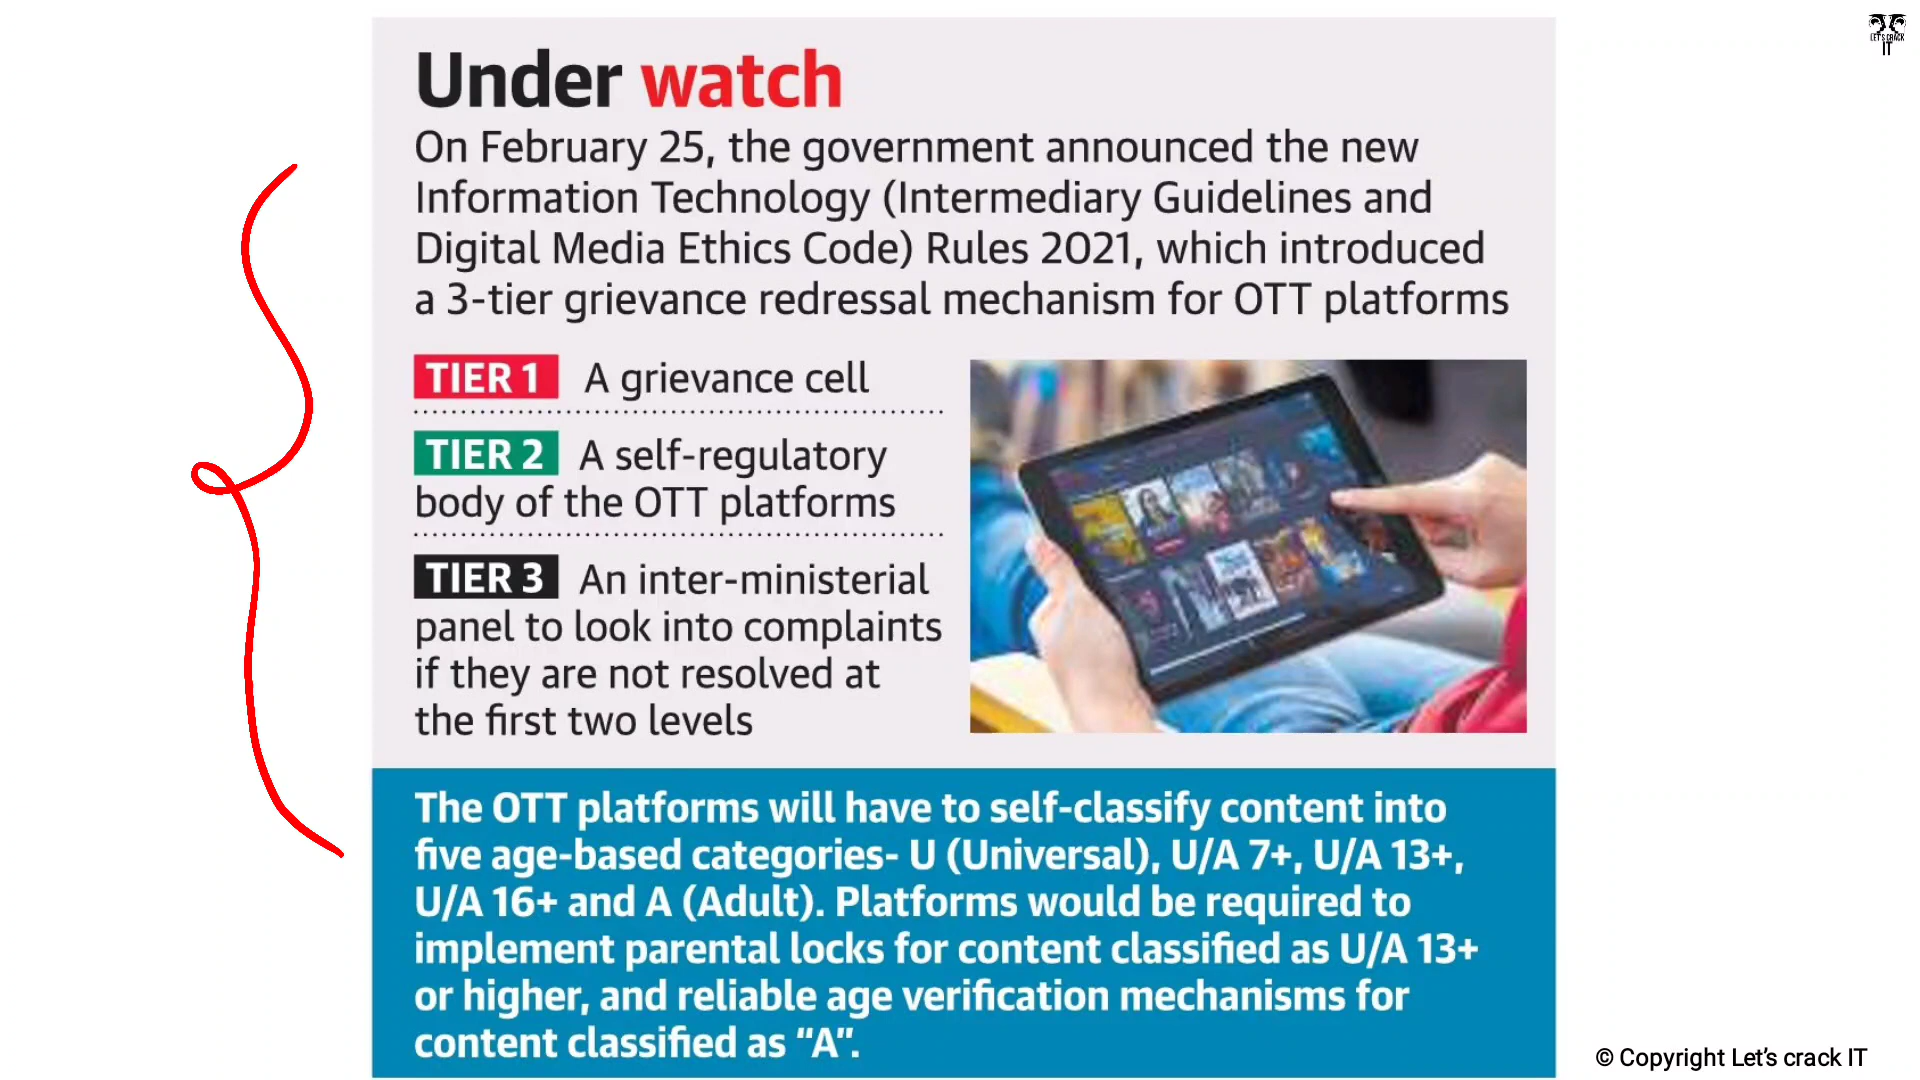 LET'S CRACK
IT
Under watch
On February 25, the government announced the new
Information Technology (Intermediary Guidelines and
Digital Media Ethics Code) Rules 2021, which introduced
a 3-tier grievance redressal mechanism for OTT platforms
TIER 1 A grievance cell
TIER 2 A self-regulatory
body of the OTT platforms
TIER 3 An inter-ministerial
panel to look into complaints
if they are not resolved at
the first two levels
The OTT platforms will have to self-classify content into
five age-based categories- U (Universal), U/A 7+, U/A 13+,
U/A 16+ and A (Adult). Platforms would be required to
implement parental locks for content classified as U/A 13+
or higher, and reliable age verification mechanisms for
content classified as “A”.
© Copyright Let's crack IT